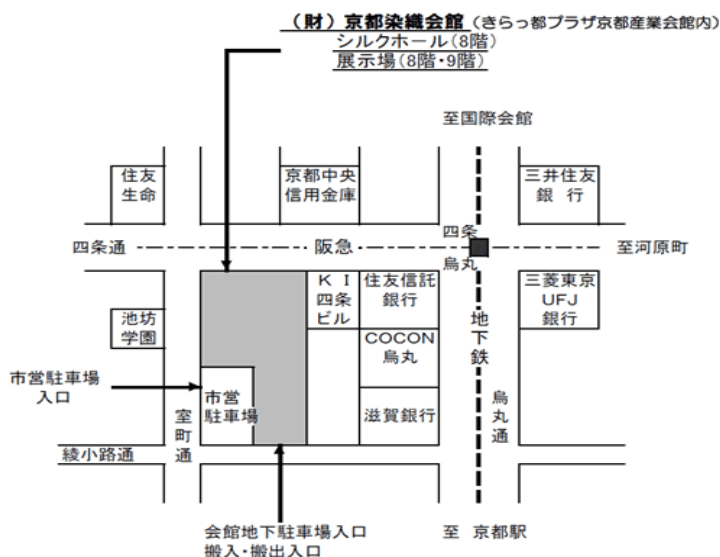 （財）京都染織会館（きらっ都プラザ京都産業会館内）
シルクホール（8階）
展示場（8階・9階）
至国際会館
住友
生命
京都中央
信用金庫
三井住友
銀 行
四条通
阪急
四条
烏丸
至河原町
池坊
学園
ＫＩ
四条
ビル
住友信託
銀行
三菱東京
UFJ
銀行
地下鉄
COCON
烏丸
市営駐車場
入口
市営
駐車場
滋賀銀行
室町通
烏丸通
綾小路通
会館地下駐車場入口
搬入・搬出入口
至 京都駅